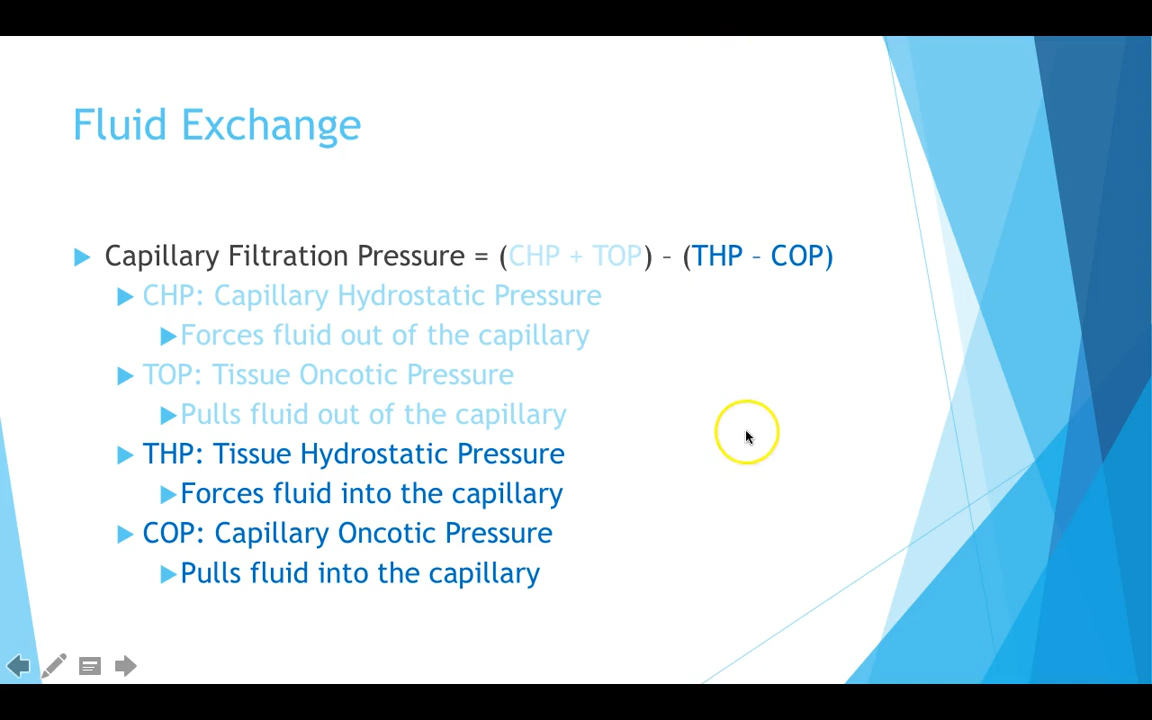 Fluid Exchange
Capillary Filtration Pressure = (CHP + TOP) – (THP – COP)
CHP: Capillary Hydrostatic Pressure
Forces fluid out of the capillary
TOP: Tissue Oncotic Pressure
Pulls fluid out of the capillary
THP: Tissue Hydrostatic Pressure
Forces fluid into the capillary
COP: Capillary Oncotic Pressure
Pulls fluid into the capillary